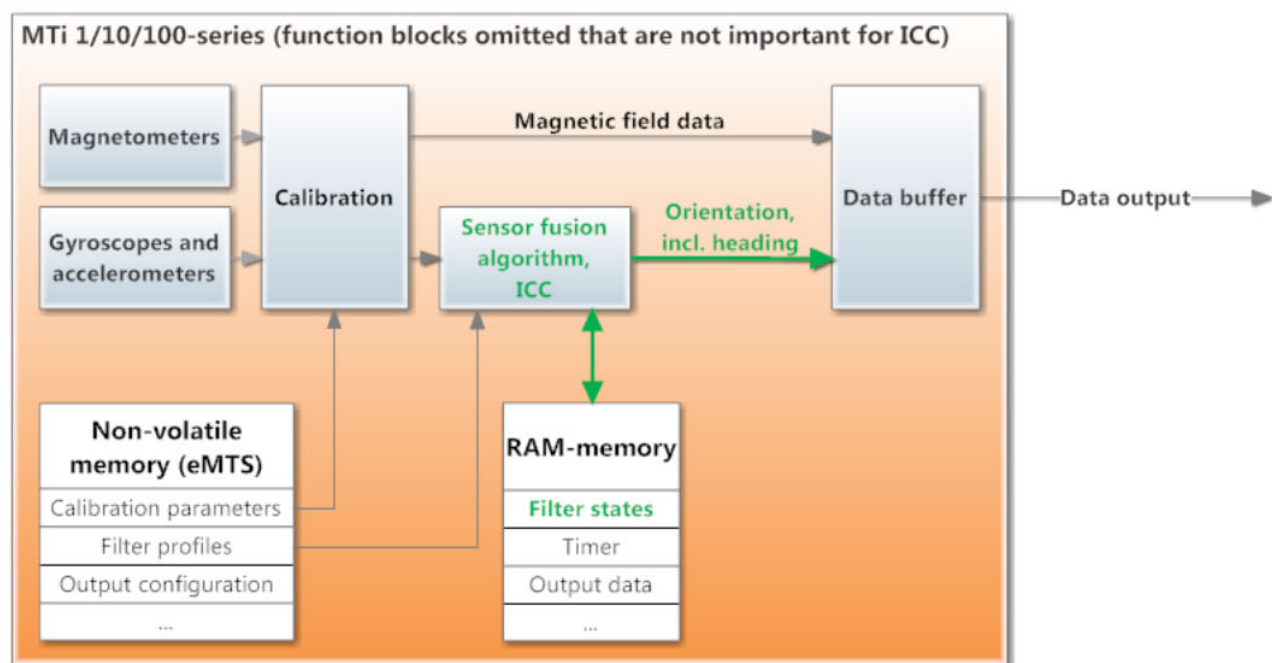 MTi 1/10/100-series (function blocks omitted that are not important for ICC)
Magnetometers
Gyroscopes and
accelerometers
Calibration
Magnetic field data
Sensor fusion
algorithm,
ICC
Orientation,
incl. heading
Data buffer
Data output
Non-volatile
memory (eMTS)
Calibration parameters
Filter profiles
Output configuration
...
RAM-memory
Filter states
Timer
Output data
...